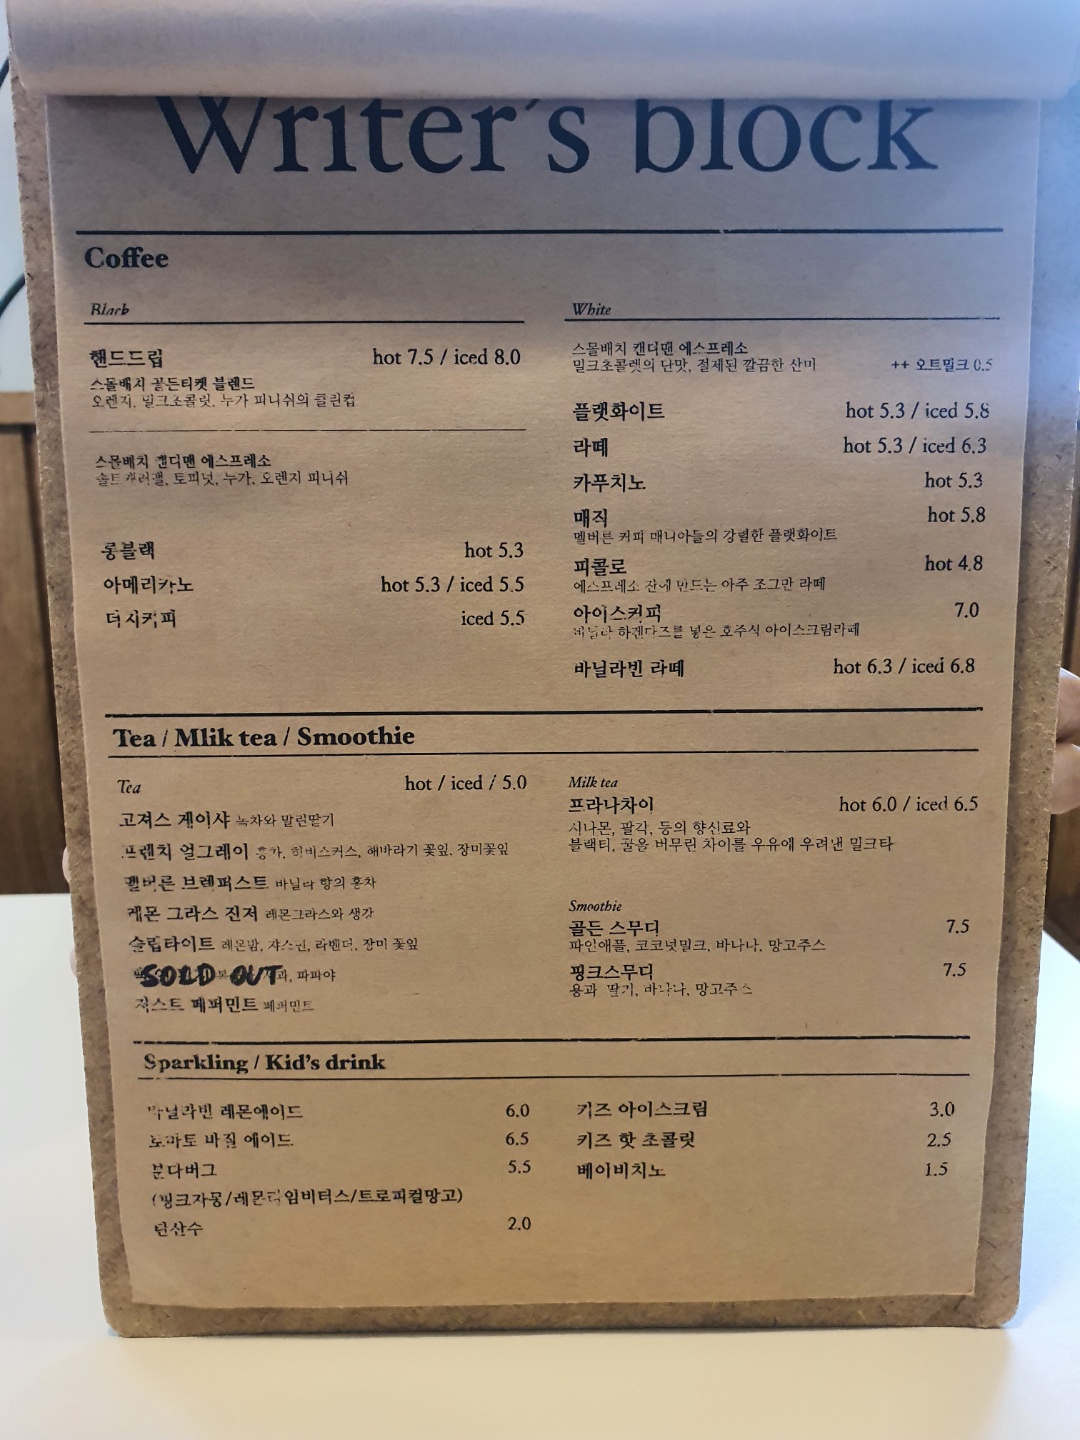 Writer's block
Coffee
Black
핸드드립 hot 7.5 / iced 8.0
스몰배치 골든티켓 블렌드
오렌지, 밀크초콜릿, 누가 피니쉬의 클린컵
스몰배치 캔디맨 에스프레소
솔트캐러멜, 토피넛, 누가, 오렌지 피니쉬
롱블랙 hot 5.3
아메리카노 hot 5.3 / iced 5.5
더치커피 iced 5.5
White
스몰배치 캔디맨 에스프레소
밀크초콜렛의 단맛, 절제된 깔끔한 산미 ++ 오트밀크 0.5
플랫화이트 hot 5.3 / iced 5.8
라떼 hot 5.3 / iced 6.3
카푸치노 hot 5.3
매직 hot 5.8
멜버른 커피 매니아들의 강렬한 플랫화이트
피콜로 hot 4.8
에스프레소 잔에 만드는 아주 조그만 라떼
아이스커피 7.0
바닐라 하겐다즈를 넣은 호주식 아이스크림라떼
바닐라빈 라떼 hot 6.3 / iced 6.8
Tea / Mlik tea / Smoothie
Tea hot / iced / 5.0
고져스 게이샤 녹차와 말린딸기
프렌치 얼그레이 홍차, 히비스커스, 해바라기 꽃잎, 장미꽃잎
멜버른 브렉퍼스트 바닐라 향의 홍차
레몬 그라스 진저 레몬그라스와 생강
슬립타이트 레몬밤, 쟈스민, 라벤더, 장미 꽃잎
SOLD OUT 파파야
저스트 페퍼민트 페퍼민트
Milk tea
프라나차이 hot 6.0 / iced 6.5
시나몬, 팔각, 등의 향신료와
블랙티, 꿀을 버무린 차이를 우유에 우려낸 밀크타
Smoothie
골든 스무디 7.5
파인애플, 코코넛밀크, 바나나, 망고주스
핑크스무디 7.5
용과 딸기, 바나나, 망고주스
Sparkling / Kid's drink
바닐라빈 레몬에이드 6.0
토마토 바질 에이드 6.5
분다버그 5.5
(핑크자몽/레몬라임비터스/트로피컬망고)
탄산수 2.0
키즈 아이스크림 3.0
키즈 핫 초콜릿 2.5
베이비치노 1.5